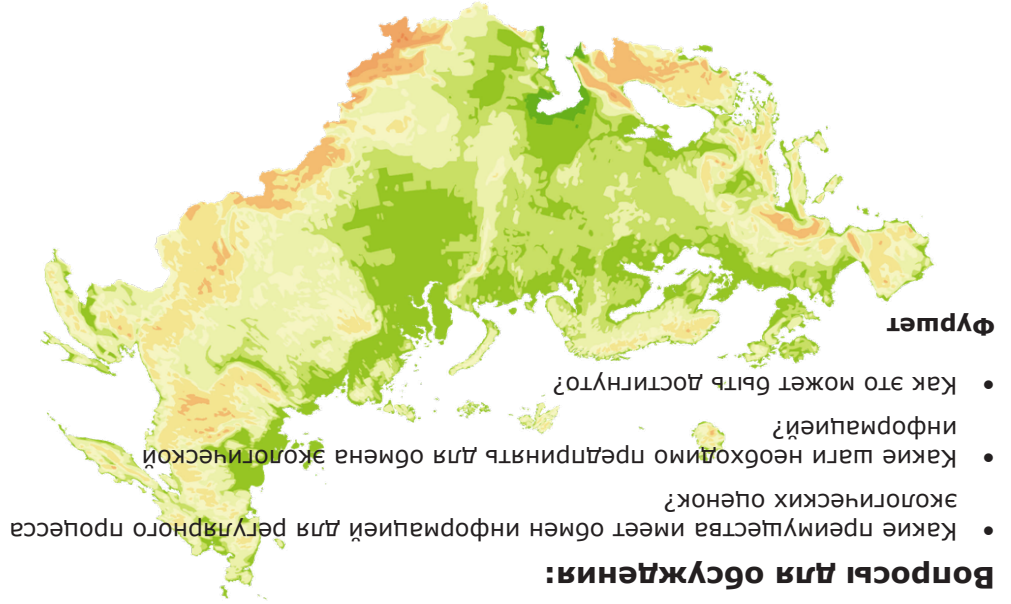 Вопросы для обсуждения:
• Какие преимущества имеет обмен информацией для регулярного процесса
экологических оценок?
• Какие шаги необходимо предпринять для обмена экологической
информацией?
• Как это может быть достигнуто?
Фуршет